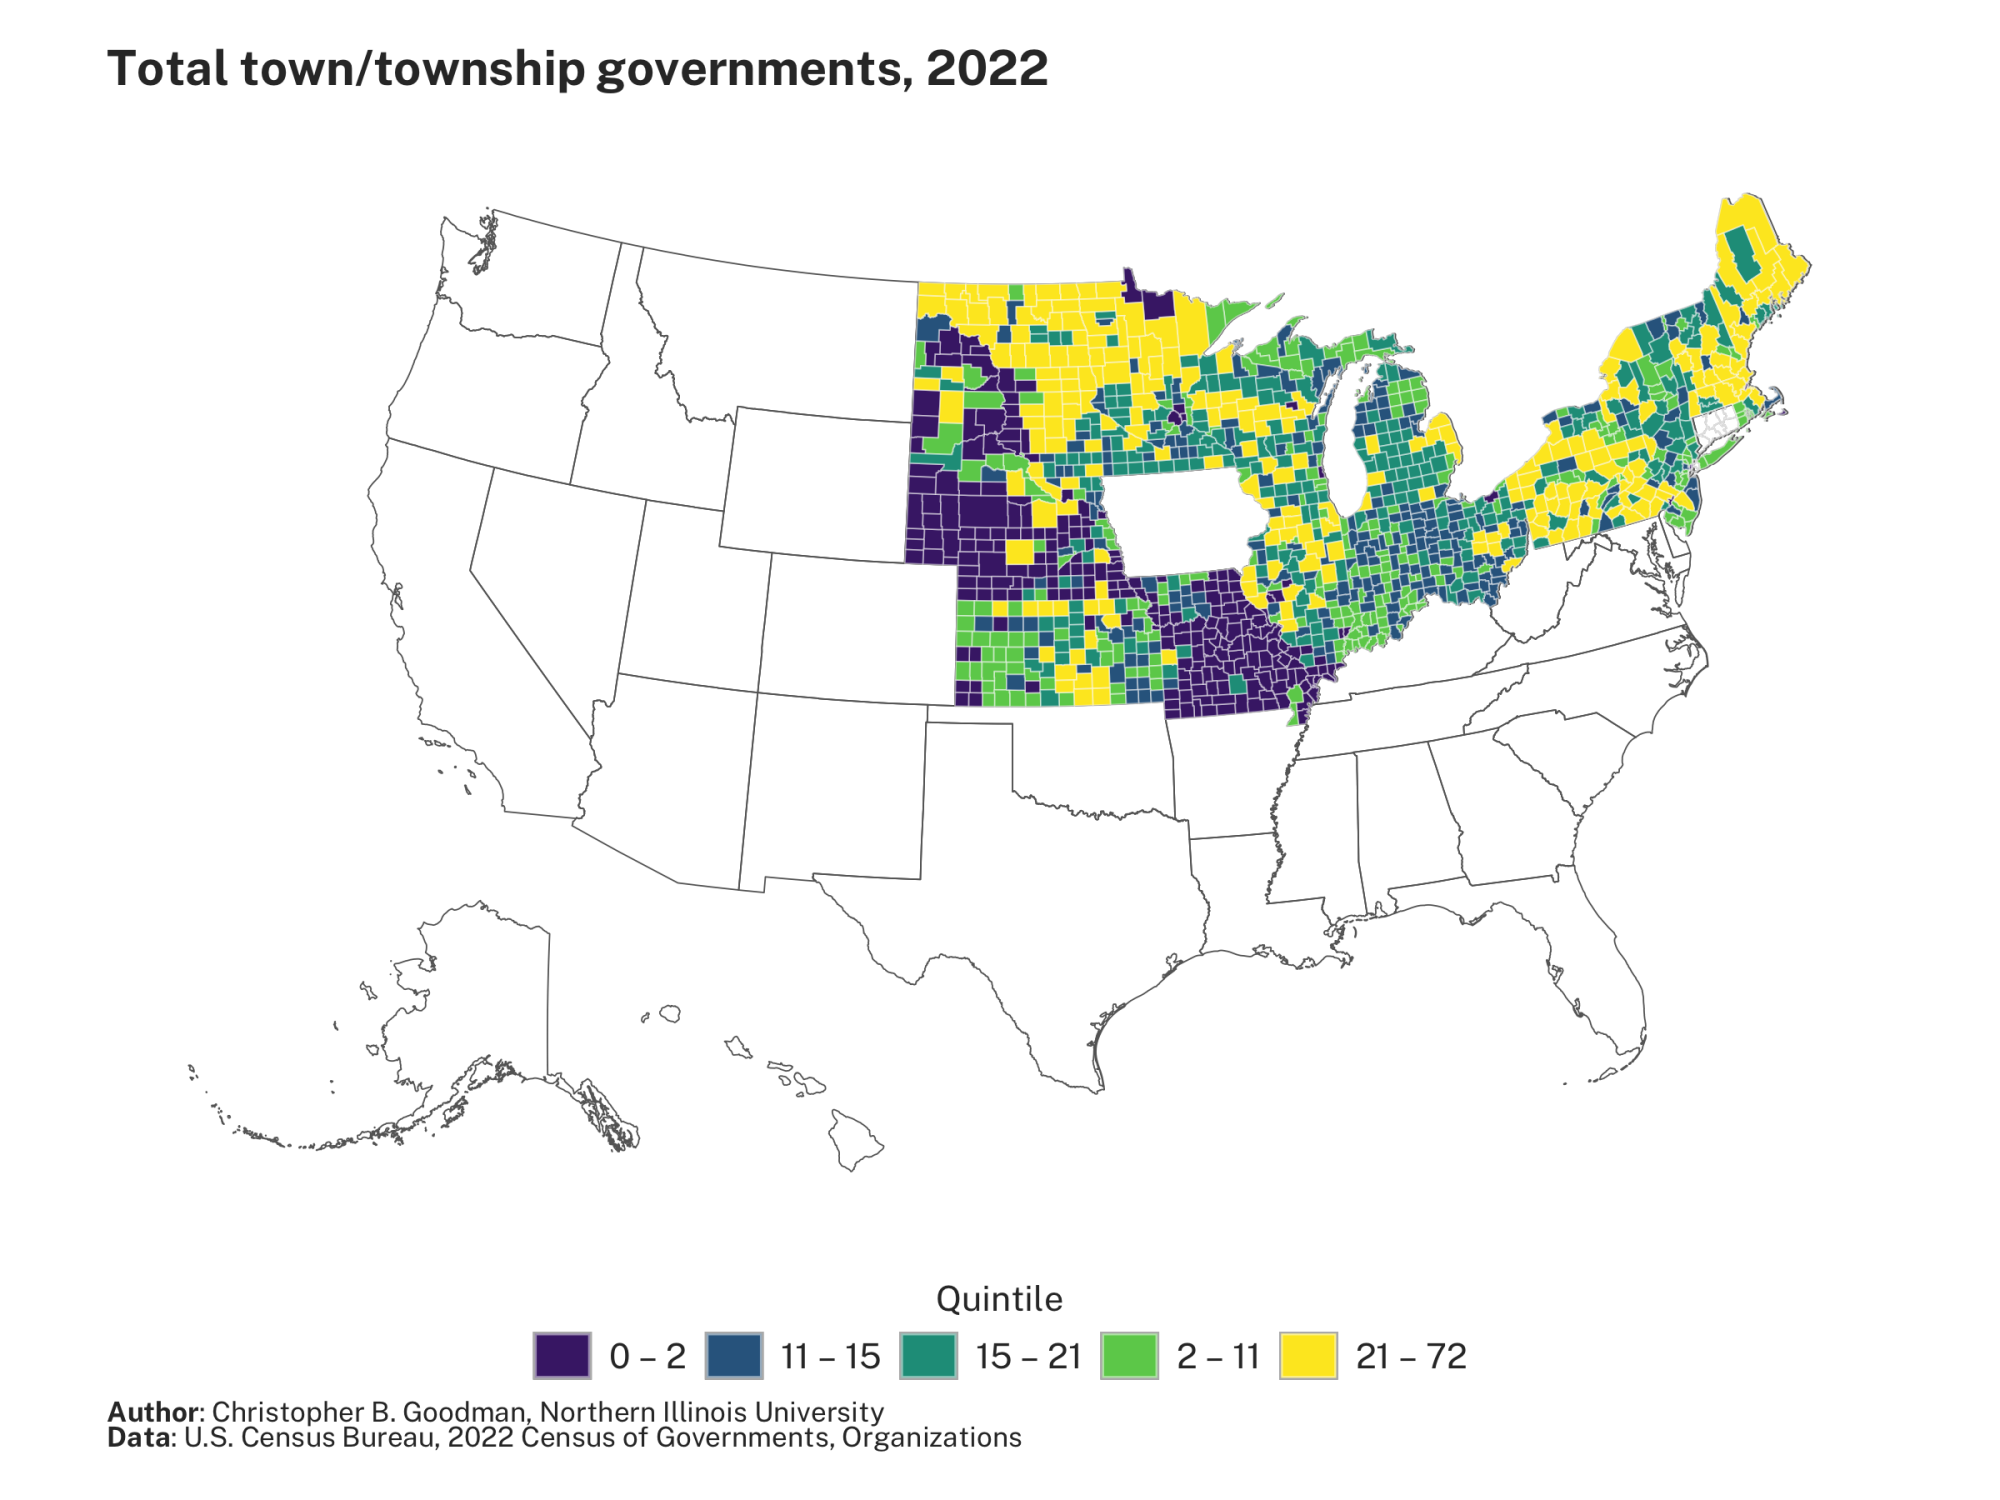 Total town/township governments, 2022
Quintile
0 – 2 11 – 15 15 – 21 2 – 11 21 – 72
Author: Christopher B. Goodman, Northern Illinois University
Data: U.S. Census Bureau, 2022 Census of Governments, Organizations